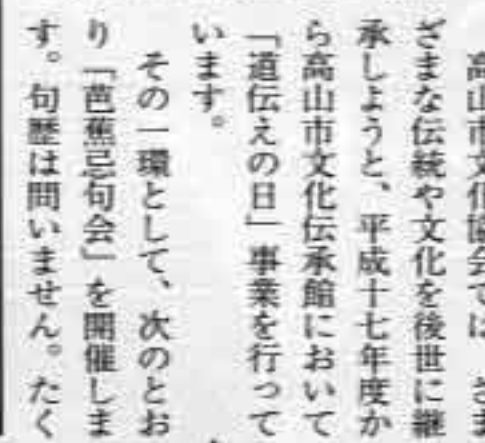 高山市文化協会では、さま
ざまな伝統や文化を後世に継
承しようと、平成十七年度か
ら高山市文化伝承館において
「道伝えの日」事業を行って
います。
その一環として、次のとお
り「芭蕉忌句会」を開催しま
す。句歴は問いません。たく